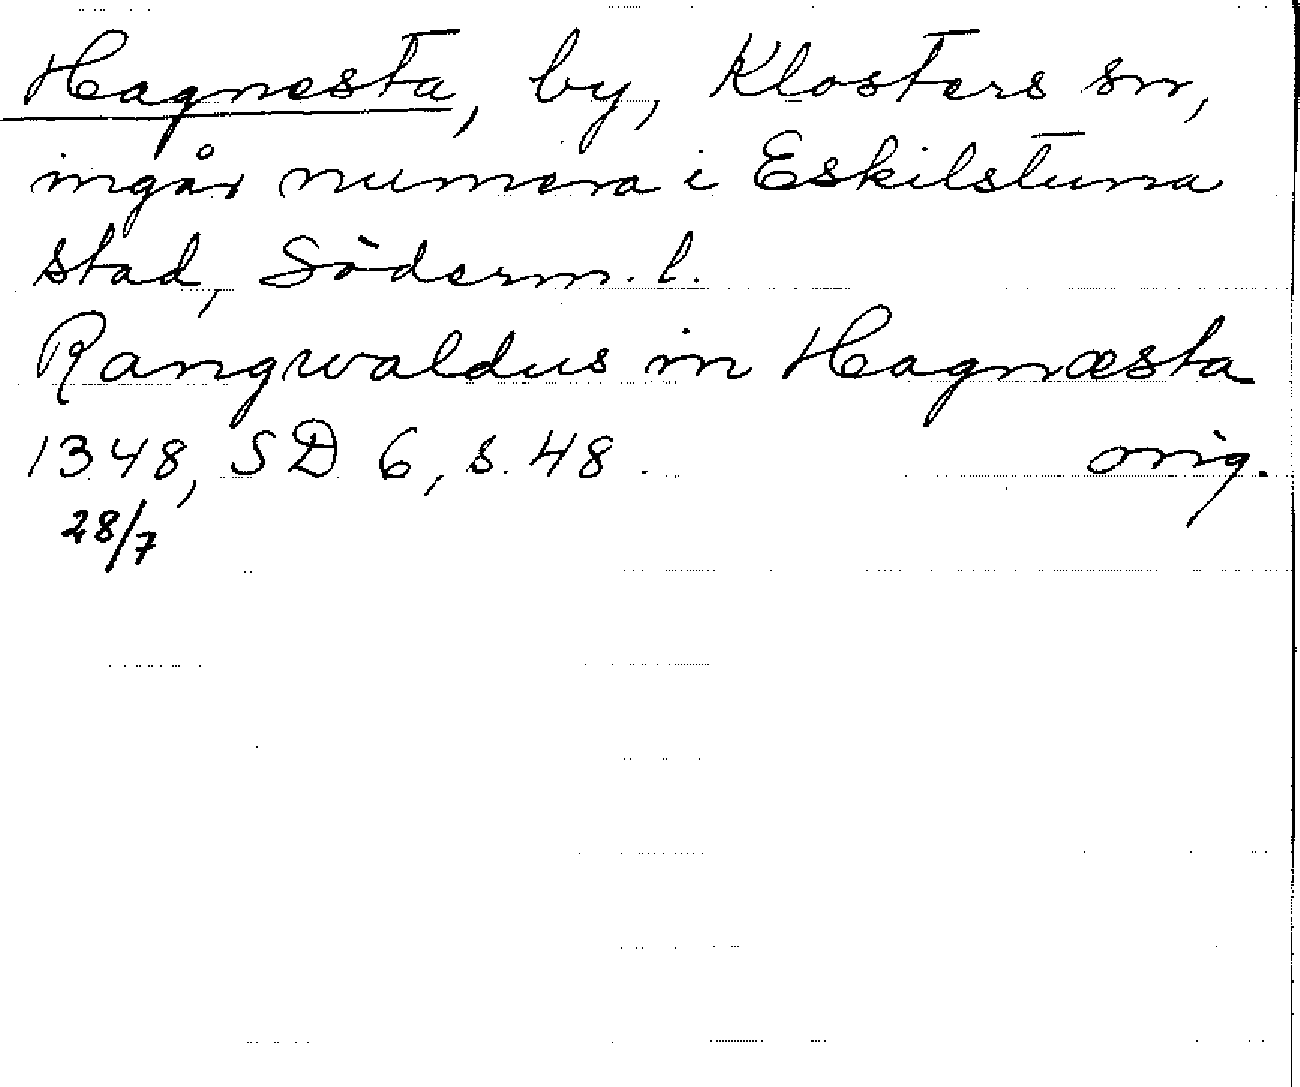 Hagnesta, by, Klosters sn,
ingår numera i Eskilstuna
stad, Söderm. l.
Rangwaldus in Hagnæsta
1348, SD 6, s. 48. orig.
28/7